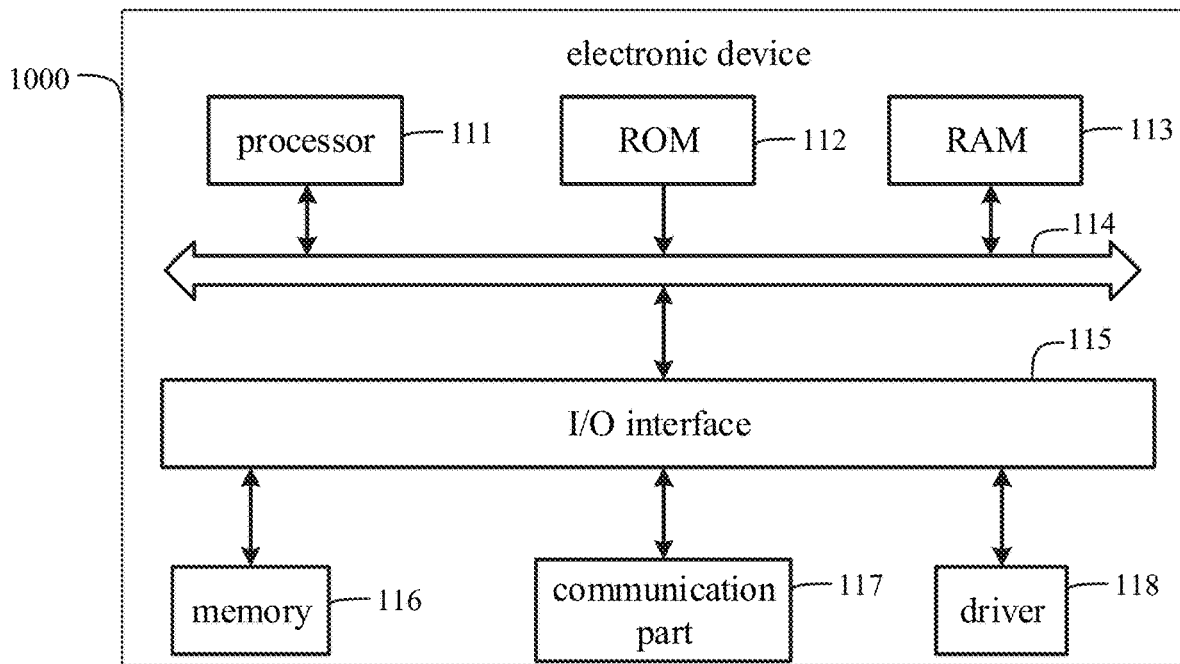 electronic device
1000
processor
111
ROM
112
RAM
113
114
115
I/O interface
memory
116
communication
part
117
driver
118